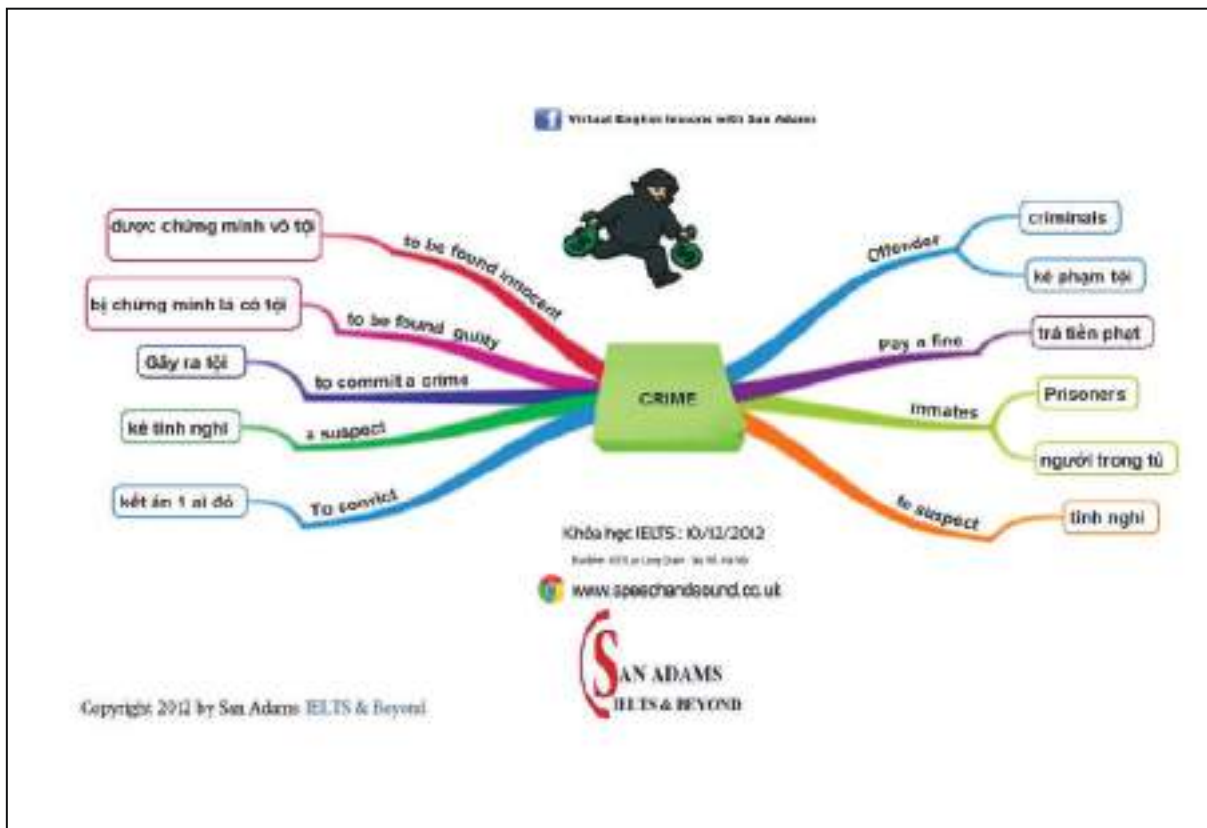 Virtual English lessons with San Adams
được chứng minh vô tội
to be found innocent
bị chứng minh là có tội
to be found guilty
Gây ra tội
to commit a crime
kẻ tình nghi
a suspect
kết án 1 ai đó
To convict
CRIME
Offender
criminals
kẻ phạm tội
Pay a fine
trả tiền phạt
Inmates
Prisoners
người trong tù
to suspect
tình nghi
Khóa học IELTS : 10/12/2012
www.speechandsound.co.uk
SAN ADAMS
IELTS & BEYOND
Copyright 2012 by San Adams IELTS & Beyond